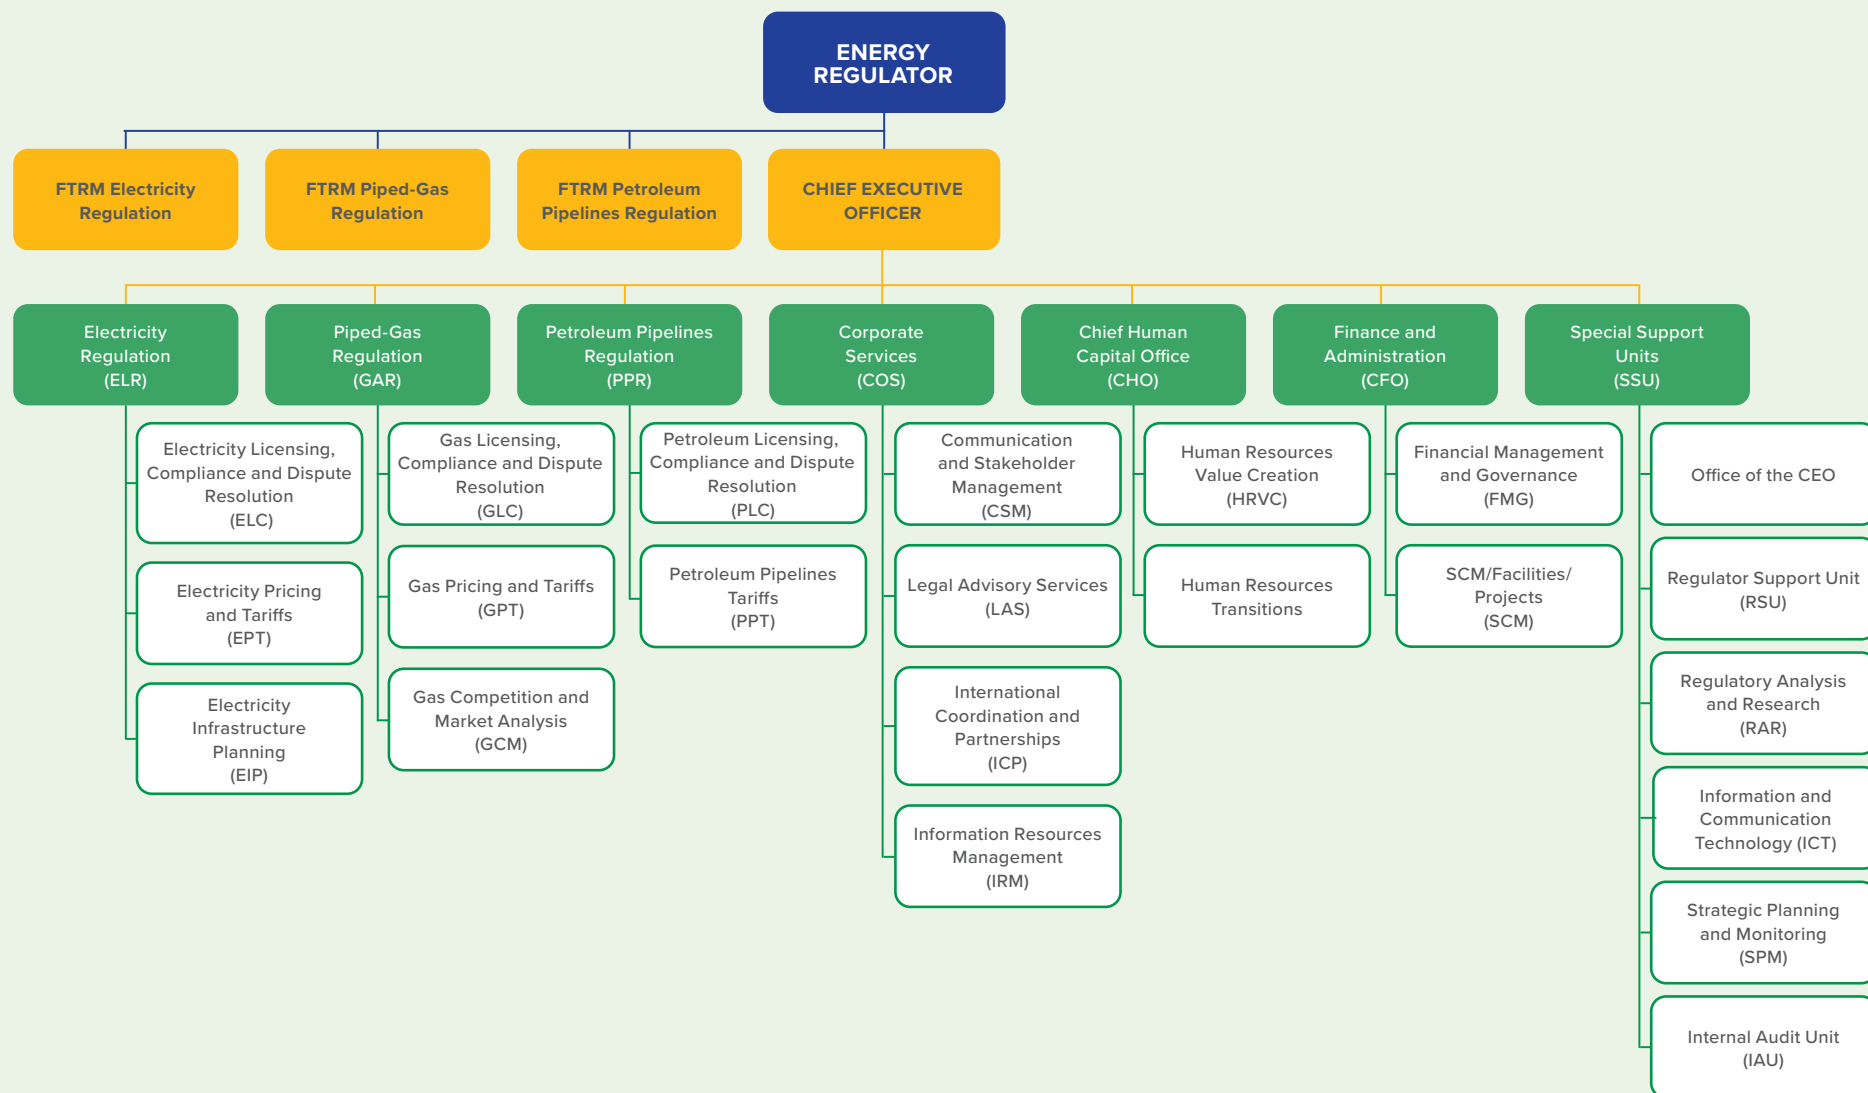 ENERGY
REGULATOR
FTRM Electricity
Regulation
FTRM Piped-Gas
Regulation
FTRM Petroleum
Pipelines Regulation
CHIEF EXECUTIVE
OFFICER
Electricity
Regulation
(ELR)
Piped-Gas
Regulation
(GAR)
Petroleum Pipelines
Regulation
(PPR)
Corporate
Services
(COS)
Chief Human
Capital Office
(CHO)
Finance and
Administration
(CFO)
Special Support
Units
(SSU)
Electricity Licensing,
Compliance and Dispute
Resolution
(ELC)
Electricity Pricing
and Tariffs
(EPT)
Electricity
Infrastructure
Planning
(EIP)
Gas Licensing,
Compliance and Dispute
Resolution
(GLC)
Gas Pricing and Tariffs
(GPT)
Gas Competition and
Market Analysis
(GCM)
Petroleum Licensing,
Compliance and Dispute
Resolution
(PLC)
Petroleum Pipelines
Tariffs
(PPT)
Communication
and Stakeholder
Management
(CSM)
Legal Advisory Services
(LAS)
International
Coordination and
Partnerships
(ICP)
Information Resources
Management
(IRM)
Human Resources
Value Creation
(HRVC)
Human Resources
Transitions
Financial Management
and Governance
(FMG)
SCM/Facilities/
Projects
(SCM)
Office of the CEO
Regulator Support Unit
(RSU)
Regulatory Analysis
and Research
(RAR)
Information and
Communication
Technology (ICT)
Strategic Planning
and Monitoring
(SPM)
Internal Audit Unit
(IAU)